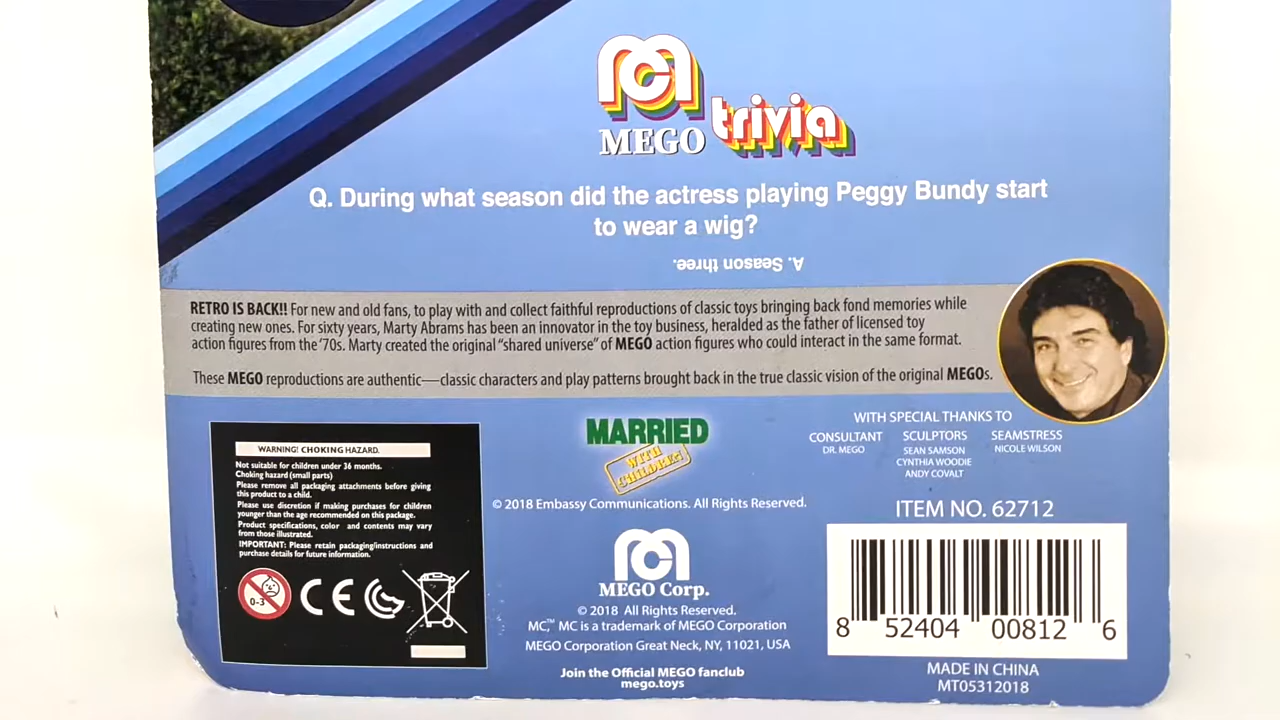 MEGO trivia
Q. During what season did the actress playing Peggy Bundy start
to wear a wig?
A. Season three.
RETRO IS BACK!! For new and old fans, to play with and collect faithful reproductions of classic toys bringing back fond memories while
creating new ones. For sixty years, Marty Abrams has been an innovator in the toy business, heralded as the father of licensed toy
action figures from the '70s. Marty created the original "shared universe" of MEGO action figures who could interact in the same format.
These MEGO reproductions are authentic—classic characters and play patterns brought back in the true classic vision of the original MEGOs.
WARNING! CHOKING HAZARD.
Not suitable for children under 36 months.
Choking hazard (small parts)
Please remove all packaging attachments before giving
this product to a child.
Please use discretion if making purchases for children
younger than the age recommended on this package.
Product specifications, color and contents may vary
from those illustrated.
IMPORTANT: Please retain packaging/instructions and
purchase details for future information.
0-3
CE
MARRIED
WITH
CHILDREN
© 2018 Embassy Communications. All Rights Reserved.
MEGO Corp.
© 2018 All Rights Reserved.
MC,™ MC is a trademark of MEGO Corporation
MEGO Corporation Great Neck, NY, 11021, USA
Join the Official MEGO fanclub
mego.toys
WITH SPECIAL THANKS TO
CONSULTANT
DR. MEGO
SCULPTORS
SEAN SAMSON
CYNTHIA WOODIE
ANDY COVALT
SEAMSTRESS
NICOLE WILSON
ITEM NO. 62712
8 52404 00812 6
MADE IN CHINA
MT05312018